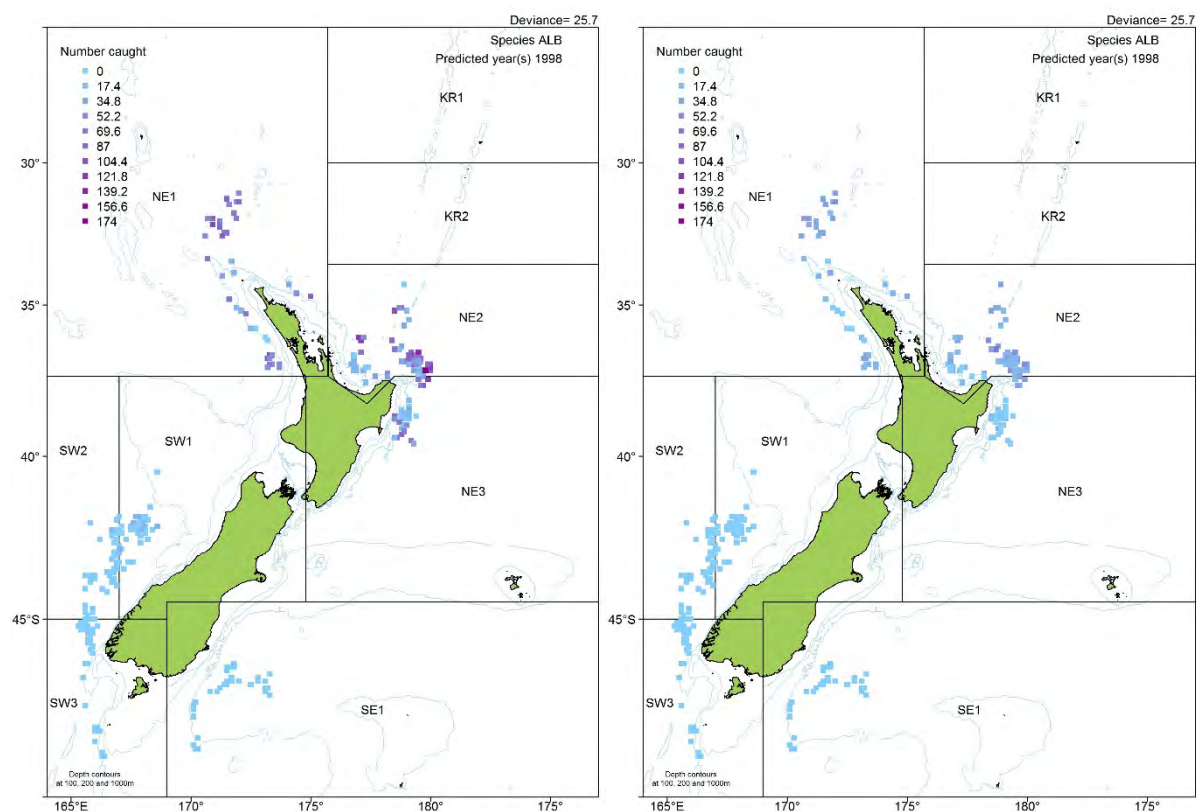 Deviance= 25.7
Species ALB
Predicted year(s) 1998
Number caught
0
17.4
34.8
52.2
69.6
87
104.4
121.8
139.2
156.6
174
KR1
KR2
NE1
NE2
NE3
SW1
SW2
SW3
SE1
30°
35°
40°
45°S
165°E
170°
175°
180°
175°
Depth contours
at 100, 200 and 1000m
Deviance= 25.7
Species ALB
Predicted year(s) 1998
Number caught
0
17.4
34.8
52.2
69.6
87
104.4
121.8
139.2
156.6
174
KR1
KR2
NE1
NE2
NE3
SW1
SW2
SW3
SE1
30°
35°
40°
45°S
165°E
170°
175°
180°
175°
Depth contours
at 100, 200 and 1000m